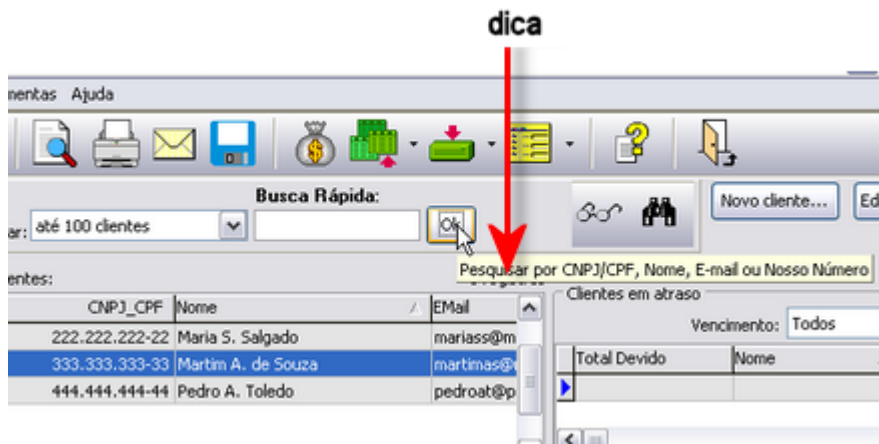 dica
mentas Ajuda
Busca Rápida:
ar: até 100 clientes
Ok
Novo cliente...
Ed
Pesquisar por CNPJ/CPF, Nome, E-mail ou Nosso Número
entes:
Clientes em atraso
CNPJ_CPF Nome EMail
Vencimento: Todos
222.222.222-22 Maria S. Salgado mariass@m
Total Devido Nome
333.333.333-33 Martim A. de Souza martimas@
444.444.444-44 Pedro A. Toledo pedroat@p